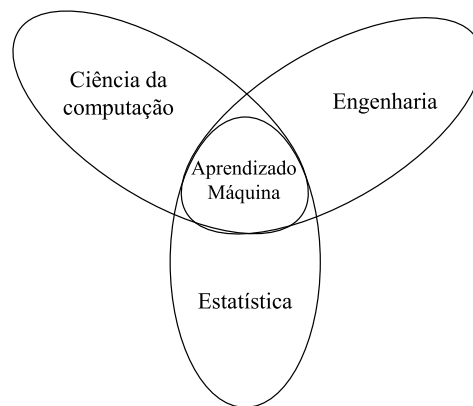 Ciência da
computação
Engenharia
Aprendizado
Máquina
Estatística